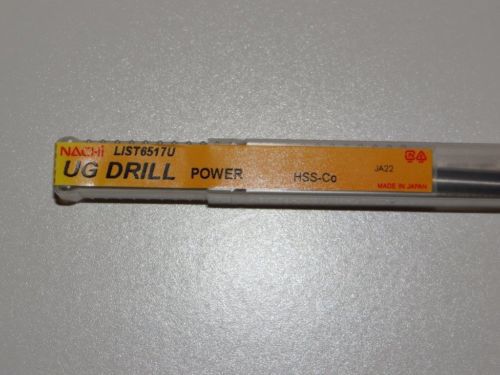 NACHi LIST6517U
UG DRILL POWER HSS-Co JA22
MADE IN JAPAN